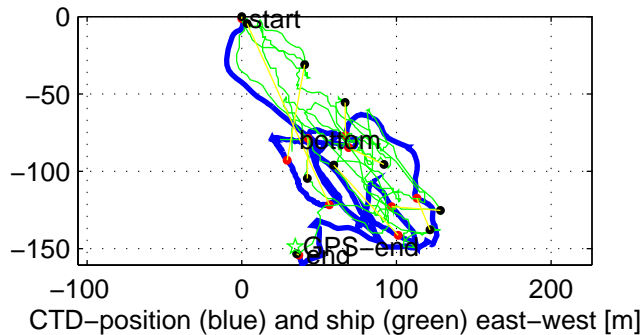 0
start
−50
−100
bottom
−150
GPS−end
end
−100
0
100
200
CTD−position (blue) and ship (green) east−west [m]